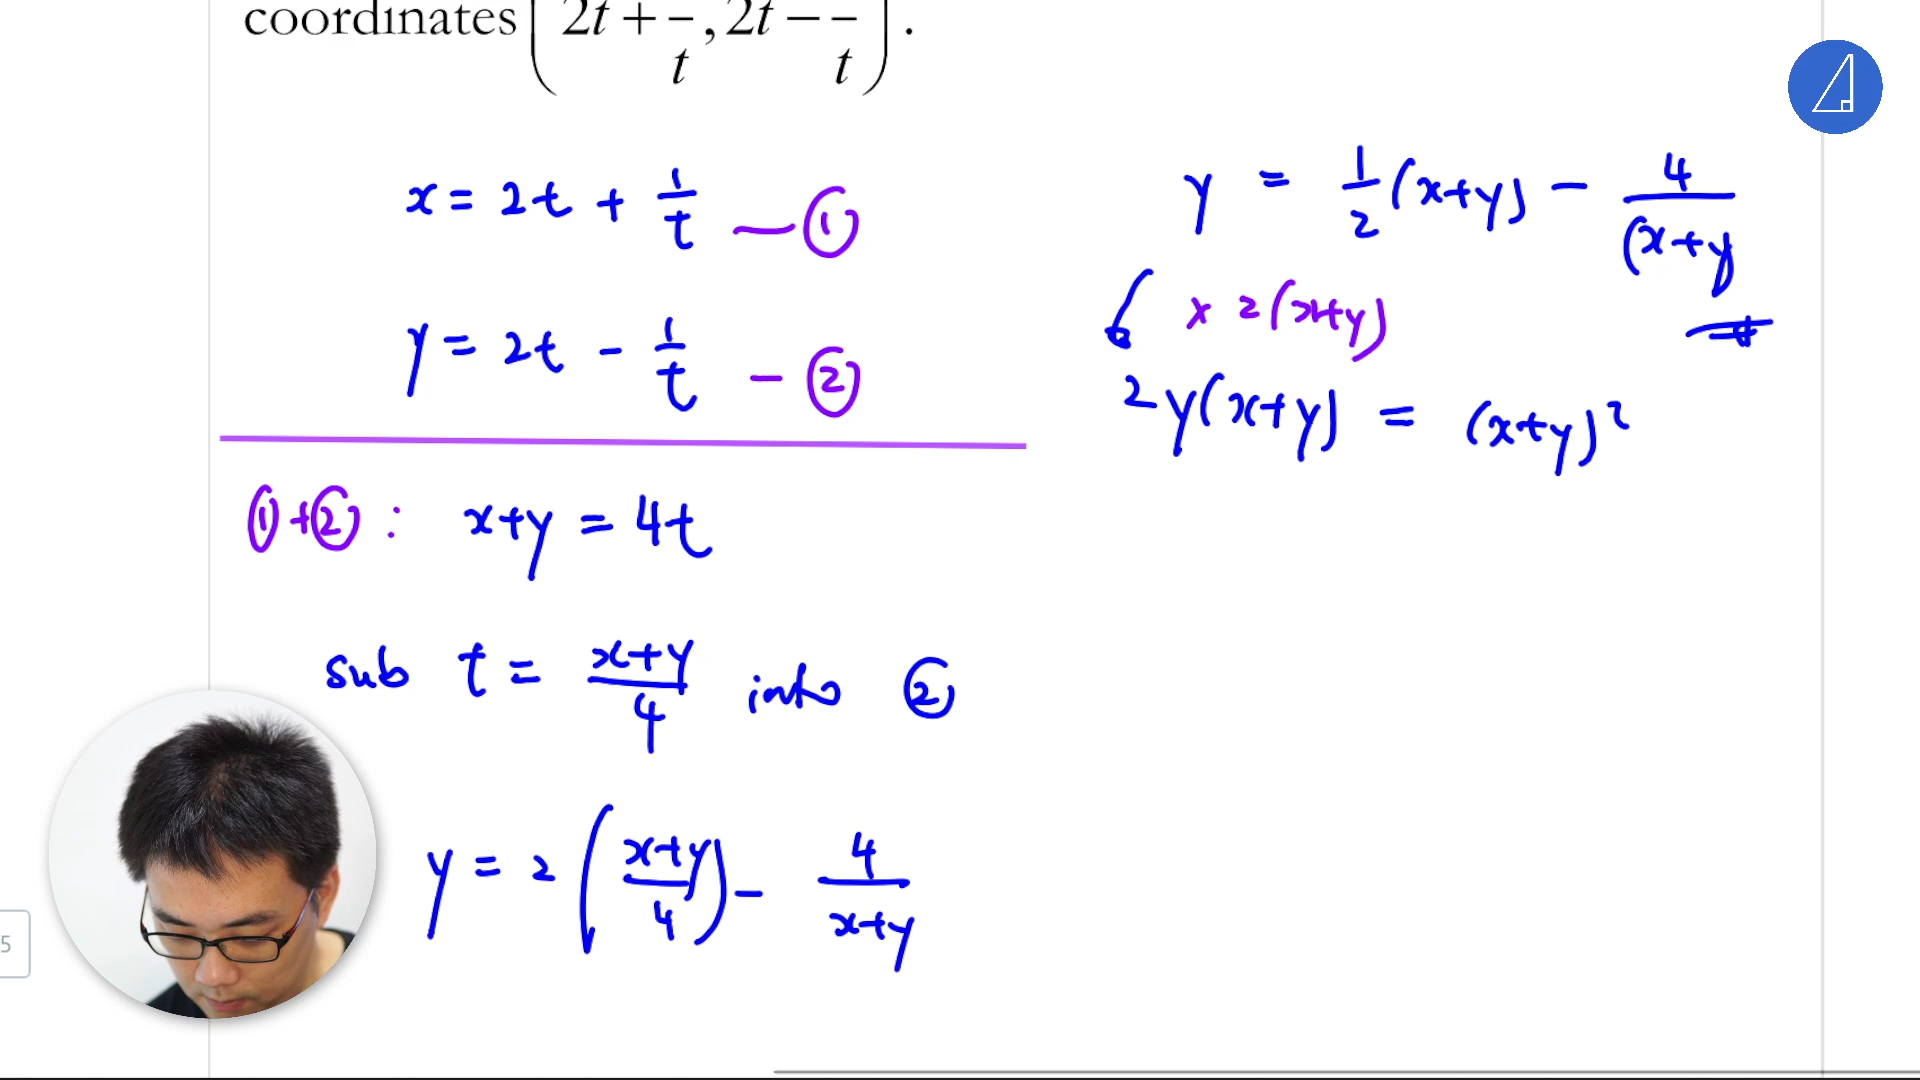 coordinates (2t + –/t, 2t – –/t).
x = 2t + 1/t — ①
y = 2t - 1/t - ②
①+② : x+y = 4t
sub t = x+y/4 into ②
y = 2(x+y/4) - 4/x+y
y = 1/2(x+y) - 4/(x+y
x 2(x+y)
2y(x+y) = (x+y)²
5